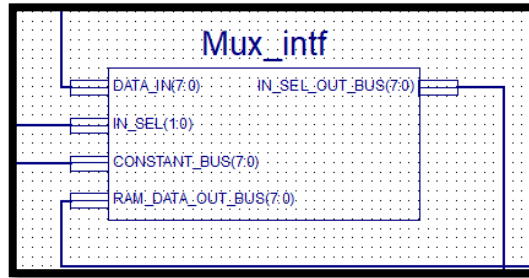 Mux_intf
DATA_IN(7:0) IN_SEL_OUT_BUS(7:0)
IN_SEL(1:0)
CONSTANT_BUS(7:0)
RAM_DATA_OUT_BUS(7:0)